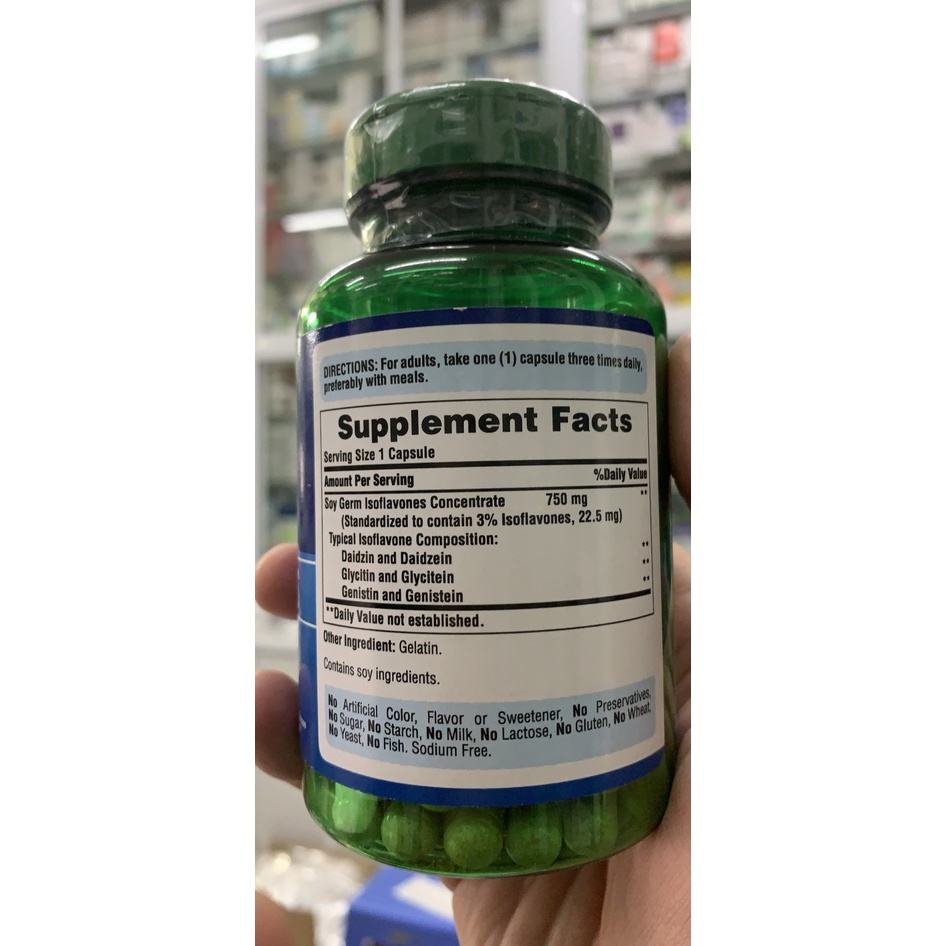 DIRECTIONS: For adults, take one (1) capsule three times daily,
preferably with meals.
Supplement Facts
Serving Size 1 Capsule
Amount Per Serving %Daily Value
Soy Germ Isoflavones Concentrate 750 mg **
(Standardized to contain 3% Isoflavones, 22.5 mg)
Typical Isoflavone Composition:
Daidzin and Daidzein **
Glycitin and Glycitein **
Genistin and Genistein **
**Daily Value not established.
Other Ingredient: Gelatin.
Contains soy ingredients.
No Artificial Color, Flavor or Sweetener, No Preservatives,
No Sugar, No Starch, No Milk, No Lactose, No Gluten, No Wheat,
No Yeast, No Fish. Sodium Free.